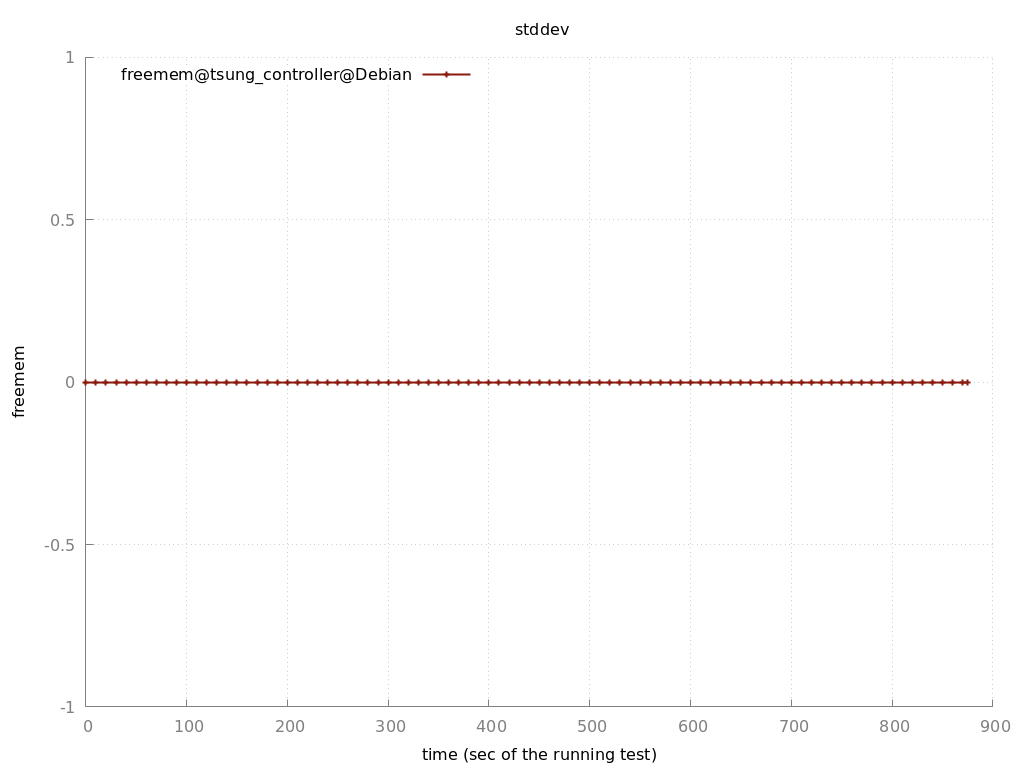 stddev
freemem@tsung_controller@Debian
1
0.5
0
-0.5
-1
freemem
0 100 200 300 400 500 600 700 800 900
time (sec of the running test)